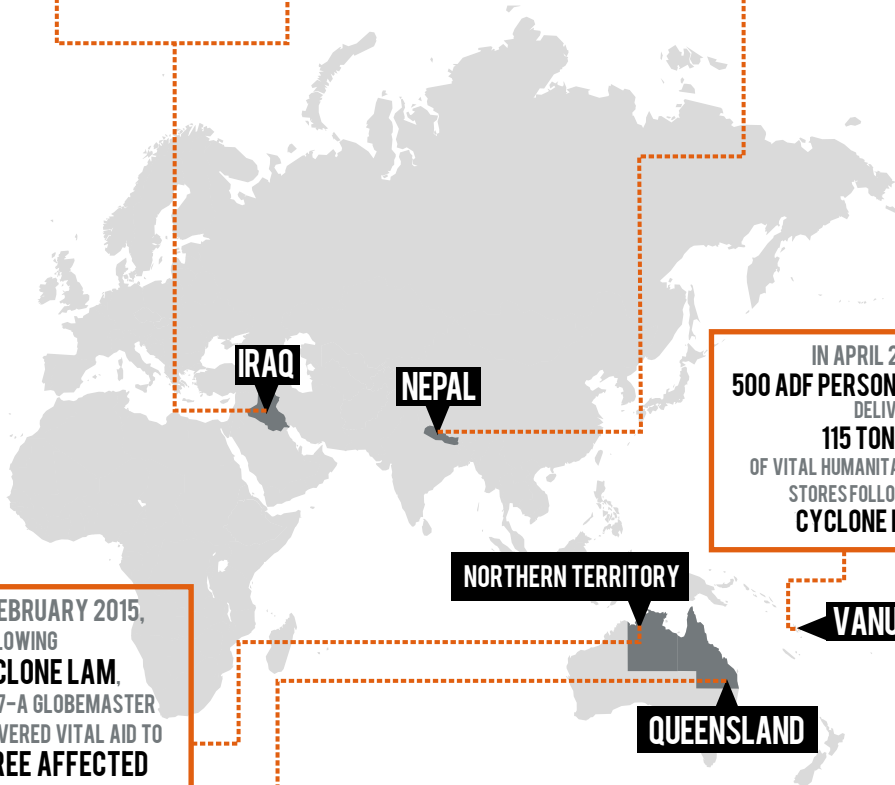 IRAQ
NEPAL
IN APRIL 2
500 ADF PERSON
DELIV
115 TON
OF VITAL HUMANITA
STORES FOLLO
CYCLONE
NORTHERN TERRITORY
VANU
EBRUARY 2015,
LOWING
CLONE LAM,
7-A GLOBEMASTER
VERED VITAL AID TO
REE AFFECTED
QUEENSLAND